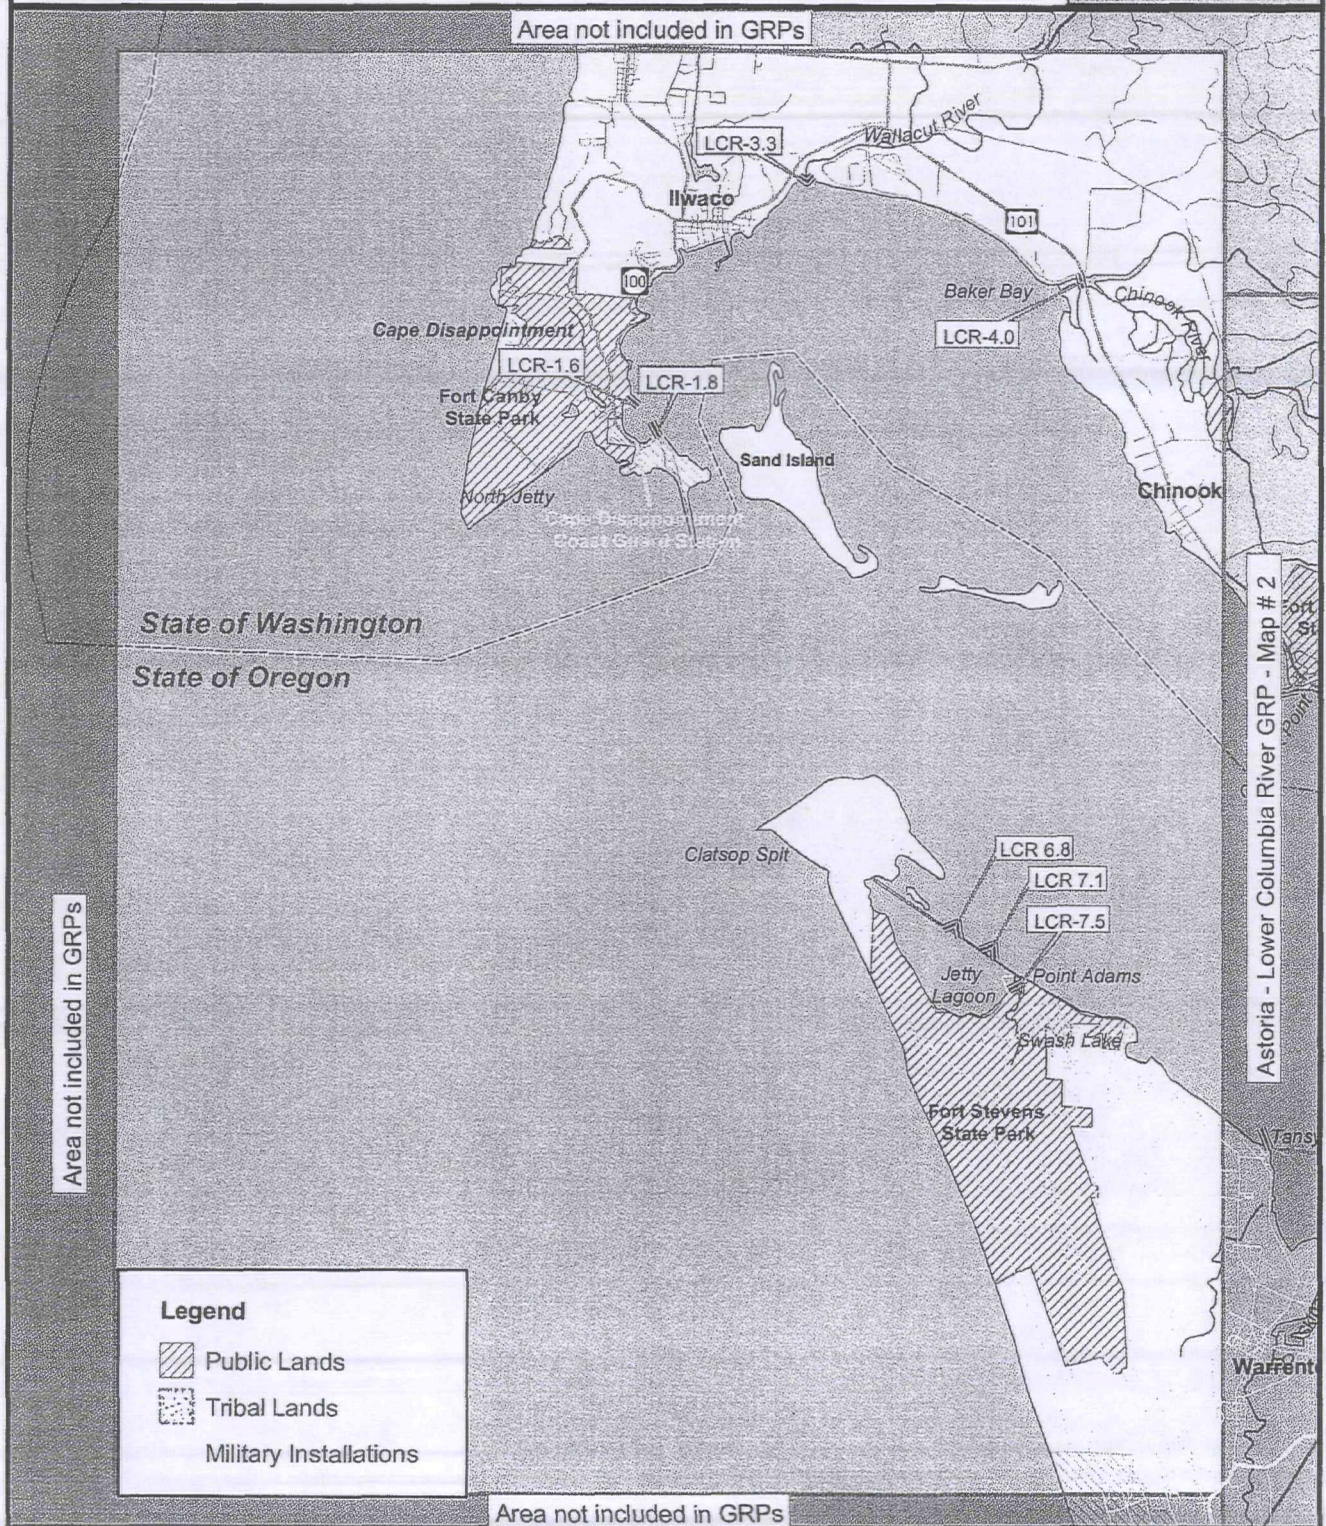 Area not included in GRPs
Wallacut River
LCR-3.3
Ilwaco
101
100
Baker Bay
Chinook River
Cape Disappointment
LCR-4.0
LCR-1.6
LCR-1.8
Fort Canby
State Park
Sand Island
Chinook
North Jetty
Cape Disappointment
Coast Guard Station
State of Washington
State of Oregon
Fort
St
Point
Astoria - Lower Columbia River GRP - Map # 2
Clatsop Spit
LCR 6.8
LCR 7.1
LCR-7.5
Jetty
Lagoon
Point Adams
Swash Lake
Area not included in GRPs
Fort Stevens
State Park
Tansy
Legend
Public Lands
Tribal Lands
Military Installations
Warrent
Area not included in GRPs